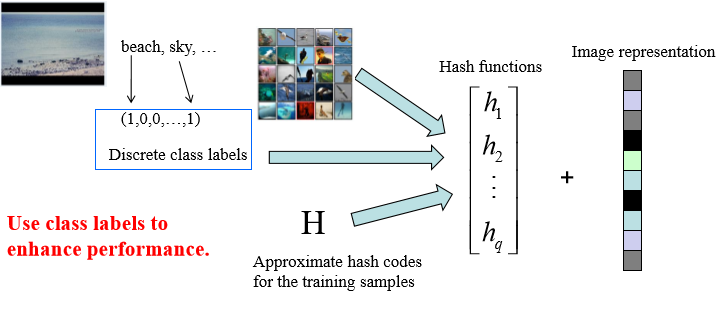 beach, sky, …
(1,0,0,…,1)
Discrete class labels
Use class labels to
enhance performance.
H
Approximate hash codes
for the training samples
Hash functions
h1
h2
⋮
hq
+
Image representation